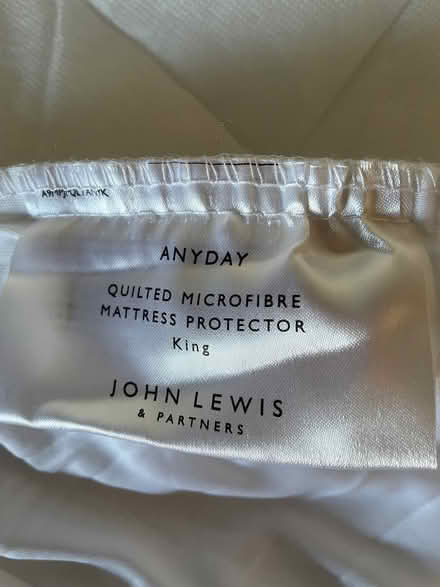 ANYDAY
QUILTED MICROFIBRE
MATTRESS PROTECTOR
King
JOHN LEWIS
& PARTNERS